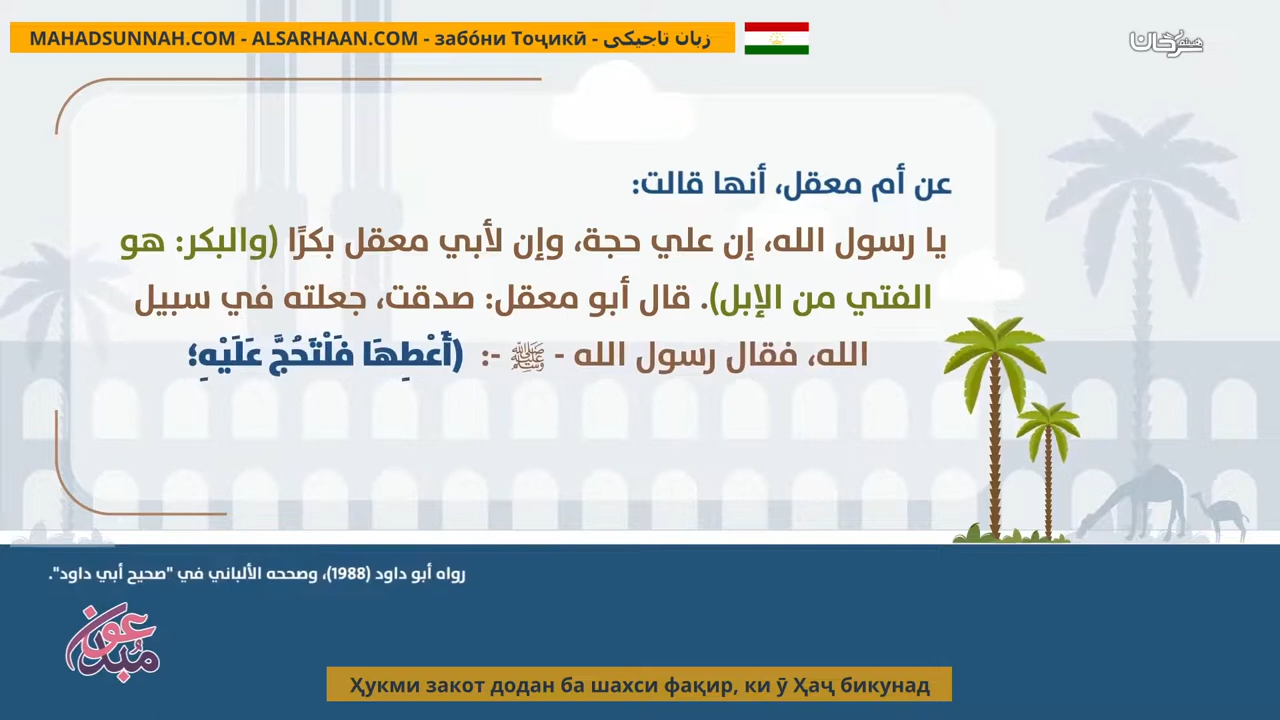 MAHADSUNNAH.COM - ALSARHAAN.COM - забо́ни Тоҷикӣ - زبان تاجیکی
عن أم معقل، أنها قالت:
يا رسول الله، إن علي حجة، وإن لأبي معقل بكرًا (والبكر: هو
الفتي من الإبل). قال أبو معقل: صدقت، جعلته في سبيل
الله، فقال رسول الله - ﷺ -: (أَعْطِهَا فَلْتَحُجَّ عَلَيْهِ؛
رواه أبو داود (1988)، وصححه الألباني في "صحيح أبي داود".
مُبدعون
Ҳукми закот додан ба шахси фақир, ки ӯ Ҳаҷ бикунад